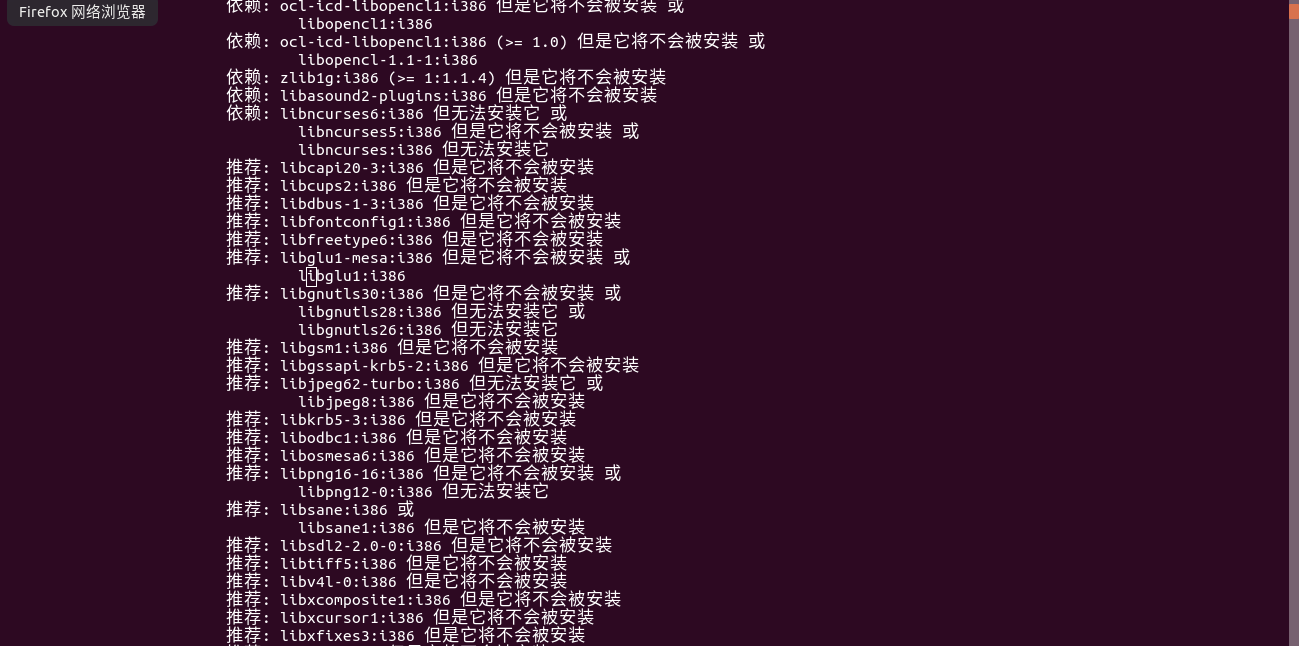 Firefox 网络浏览器
依赖: ocl-icd-libopencl1:i386 但是它将不会被安装 或
libopencl1:i386
依赖: ocl-icd-libopencl1:i386 (>= 1.0) 但是它将不会被安装 或
libopencl-1.1-1:i386
依赖: zlib1g:i386 (>= 1:1.1.4) 但是它将不会被安装
依赖: libasound2-plugins:i386 但是它将不会被安装
依赖: libncurses6:i386 但无法安装它 或
libncurses5:i386 但是它将不会被安装 或
libncurses:i386 但无法安装它
推荐: libcapi20-3:i386 但是它将不会被安装
推荐: libcups2:i386 但是它将不会被安装
推荐: libdbus-1-3:i386 但是它将不会被安装
推荐: libfontconfig1:i386 但是它将不会被安装
推荐: libfreetype6:i386 但是它将不会被安装
推荐: libglu1-mesa:i386 但是它将不会被安装 或
libglu1:i386
推荐: libgnutls30:i386 但是它将不会被安装 或
libgnutls28:i386 但无法安装它 或
libgnutls26:i386 但无法安装它
推荐: libgsm1:i386 但是它将不会被安装
推荐: libgssapi-krb5-2:i386 但是它将不会被安装
推荐: libjpeg62-turbo:i386 但无法安装它 或
libjpeg8:i386 但是它将不会被安装
推荐: libkrb5-3:i386 但是它将不会被安装
推荐: libodbc1:i386 但是它将不会被安装
推荐: libosmesa6:i386 但是它将不会被安装
推荐: libpng16-16:i386 但是它将不会被安装 或
libpng12-0:i386 但无法安装它
推荐: libsane:i386 或
libsane1:i386 但是它将不会被安装
推荐: libsdl2-2.0-0:i386 但是它将不会被安装
推荐: libtiff5:i386 但是它将不会被安装
推荐: libv4l-0:i386 但是它将不会被安装
推荐: libxcomposite1:i386 但是它将不会被安装
推荐: libxcursor1:i386 但是它将不会被安装
推荐: libxfixes3:i386 但是它将不会被安装